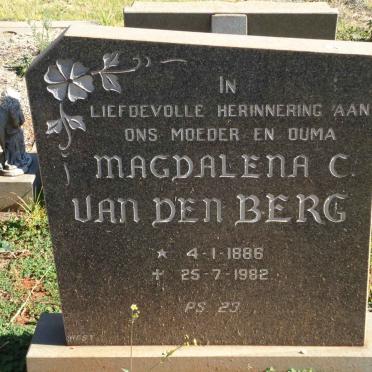 IN
LIEFDEVOLLE HERINNERING AAN
ONS MOEDER EN OUMA
MAGDALENA C.
VAN DEN BERG
★ 4-1-1886
✝ 25-7-1982
PS 23
WEST